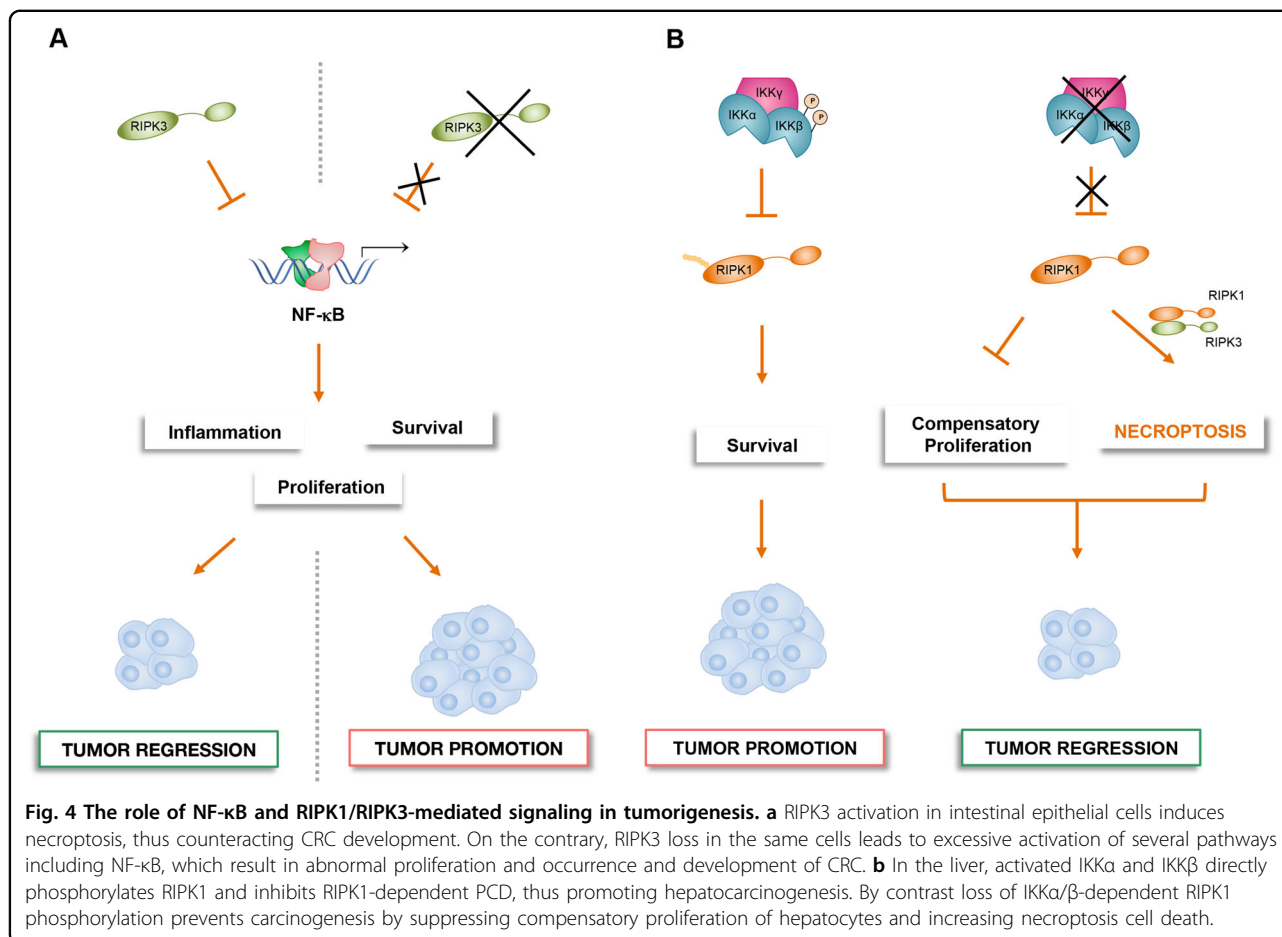 A
RIPK3
RIPK3
NF-κB
Inflammation
Survival
Proliferation
TUMOR REGRESSION
TUMOR PROMOTION
B
IKKγ
IKKα
IKKβ
P
P
RIPK1
Survival
TUMOR PROMOTION
IKKγ
IKKα
IKKβ
RIPK1
RIPK1
RIPK3
Compensatory
Proliferation
NECROPTOSIS
TUMOR REGRESSION
Fig. 4 The role of NF-κB and RIPK1/RIPK3-mediated signaling in tumorigenesis. a RIPK3 activation in intestinal epithelial cells induces
necroptosis, thus counteracting CRC development. On the contrary, RIPK3 loss in the same cells leads to excessive activation of several pathways
including NF-κB, which result in abnormal proliferation and occurrence and development of CRC. b In the liver, activated IKKα and IKKβ directly
phosphorylates RIPK1 and inhibits RIPK1-dependent PCD, thus promoting hepatocarcinogenesis. By contrast loss of IKKα/β-dependent RIPK1
phosphorylation prevents carcinogenesis by suppressing compensatory proliferation of hepatocytes and increasing necroptosis cell death.